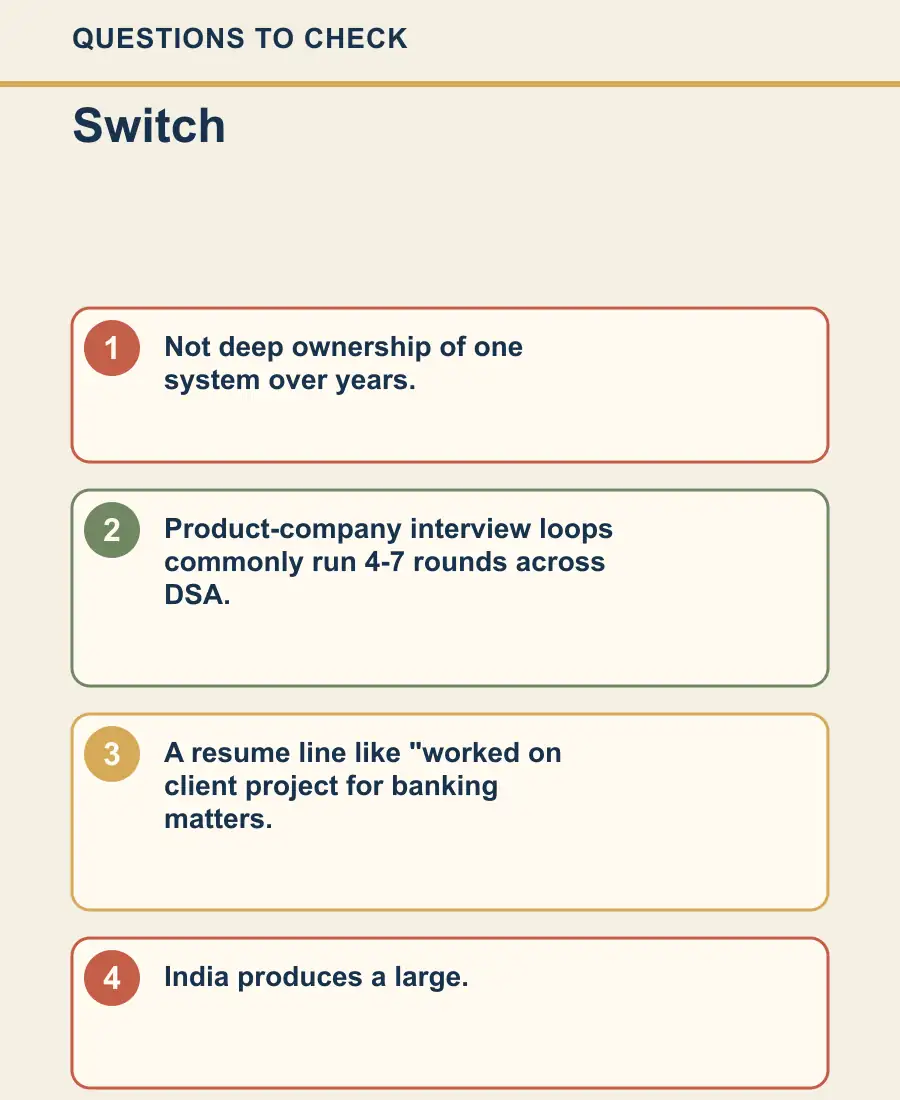 QUESTIONS TO CHECK
Switch
1
Not deep ownership of one
system over years.
2
Product-company interview loops
commonly run 4-7 rounds across
DSA.
3
A resume line like "worked on
client project for banking
matters.
4
India produces a large.